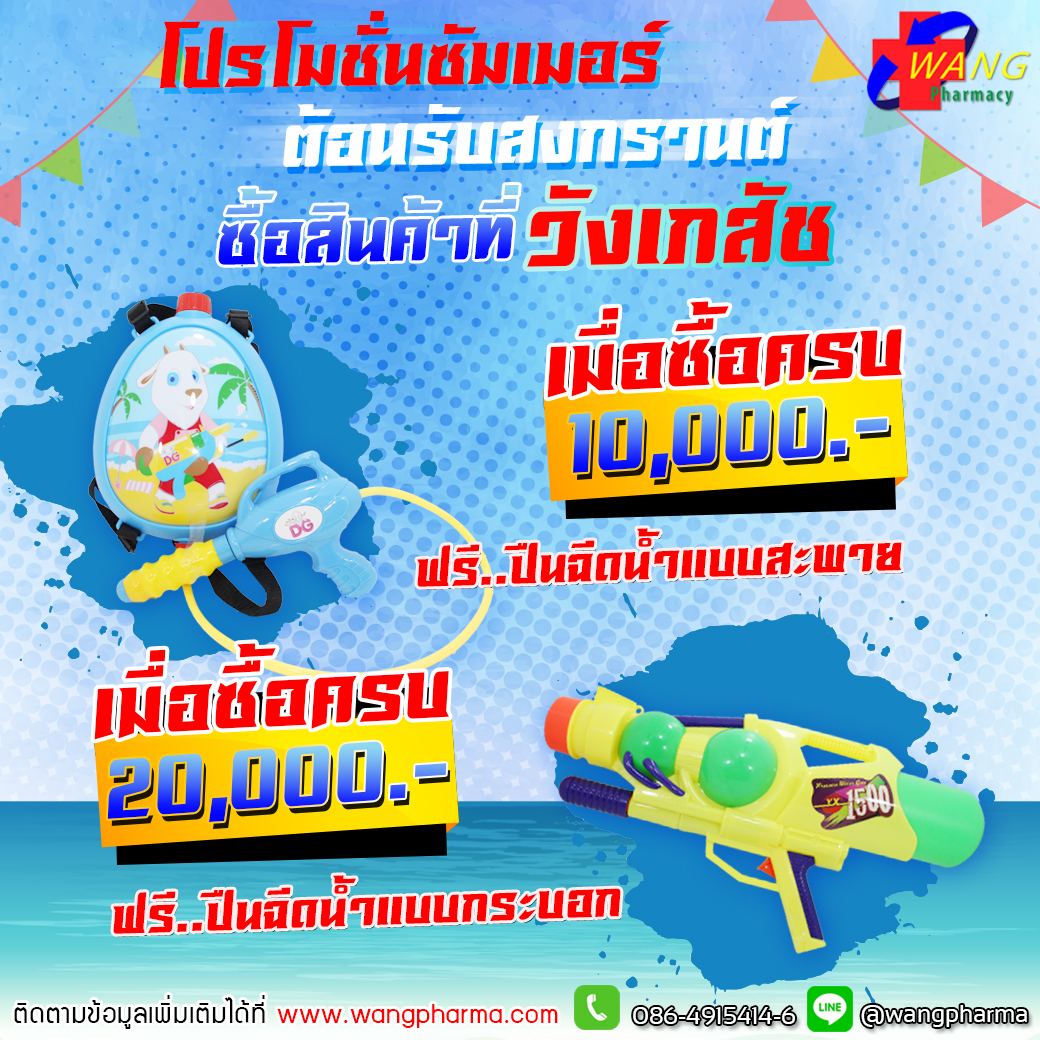 WANG
Pharmacy
โปรโมชั่นซัมเมอร์
ต้อนรับสงกรานต์
ซื้อสินค้าที่ วังเภสัช
เมื่อซื้อครบ
10,000.-
ฟรี..ปืนฉีดน้ำแบบสะพาย
DG
DG
เมื่อซื้อครบ
20,000.-
ฟรี..ปืนฉีดน้ำแบบกระบอก
YX 1500
ติดตามข้อมูลเพิ่มเติมได้ที่ www.wangpharma.com 086-4915414-6 LINE @wangpharma